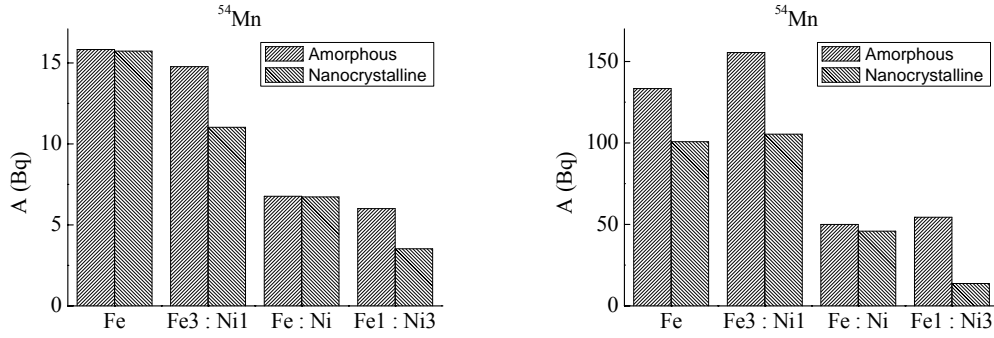 ⁵⁴Mn
A (Bq)
15
10
5
0
Amorphous
Nanocrystalline
Fe Fe3 : Ni1 Fe : Ni Fe1 : Ni3
⁵⁴Mn
A (Bq)
150
100
50
0
Amorphous
Nanocrystalline
Fe Fe3 : Ni1 Fe : Ni Fe1 : Ni3